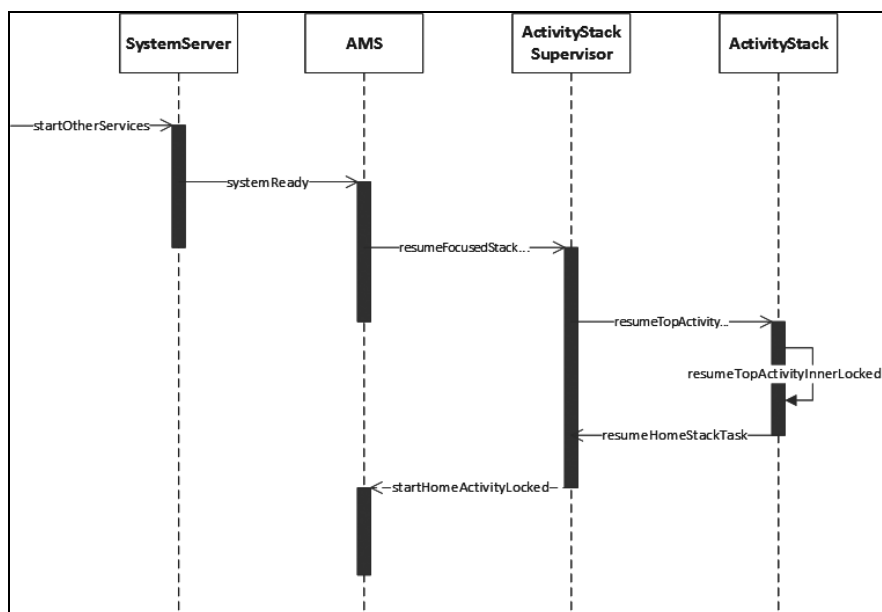 SystemServer
AMS
ActivityStack
Supervisor
ActivityStack
startOtherServices
systemReady
resumeFocusedStack...
resumeTopActivity...
resumeTopActivityInnerLocked
resumeHomeStackTask
startHomeActivityLocked